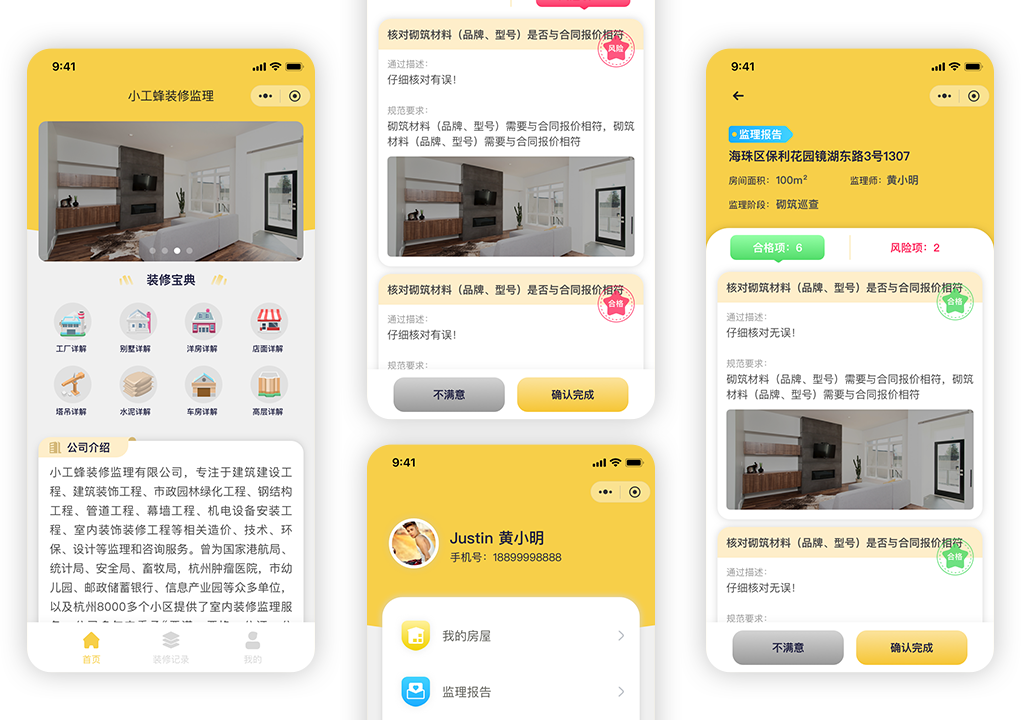 9:41
小工蜂装修监理
装修宝典
工厂详解
别墅详解
洋房详解
店面详解
塔吊详解
水泥详解
车房详解
高层详解
公司介绍
小工蜂装修监理有限公司，专注于建筑建设工
程、建筑装饰工程、市政园林绿化工程、钢结构
工程、管道工程、幕墙工程、机电设备安装工
程、室内装饰装修工程等相关造价、技术、环
保、设计等监理和咨询服务。曾为国家港航局、
统计局、安全局、畜牧局，杭州肿瘤医院，市幼
儿园、邮政储蓄银行、信息产业园等众多单位，
以及杭州8000多个小区提供了室内装修监理服
首页
装修记录
我的
核对砌筑材料（品牌、型号）是否与合同报价相符
风险
通过描述：
仔细核对有误！
规范要求：
砌筑材料（品牌、型号）需要与合同报价相符，砌筑
材料（品牌、型号）需要与合同报价相符
核对砌筑材料（品牌、型号）是否与合同报价相符
合格
通过描述：
仔细核对有误！
规范要求：
不满意
确认完成
9:41
Justin 黄小明
手机号：18899998888
我的房屋
监理报告
9:41
监理报告
海珠区保利花园镜湖东路3号1307
房间面积：100m²
监理师：黄小明
监理阶段：砌筑巡查
合格项：6
风险项：2
核对砌筑材料（品牌、型号）是否与合同报价相符
合格
通过描述：
仔细核对无误！
规范要求：
砌筑材料（品牌、型号）需要与合同报价相符，砌筑
材料（品牌、型号）需要与合同报价相符
核对砌筑材料（品牌、型号）是否与合同报价相符
合格
通过描述：
仔细核对无误！
规范要求：
不满意
确认完成